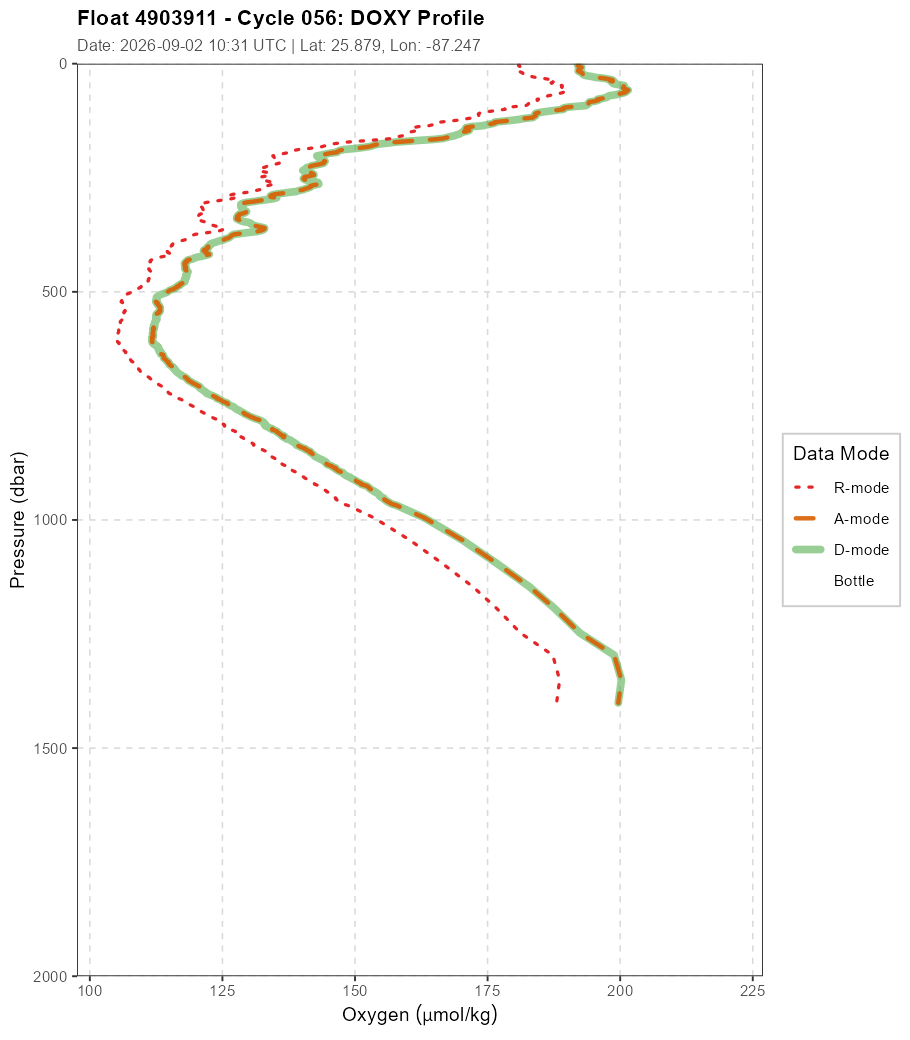 Float 4903911 - Cycle 056: DOXY Profile
Date: 2026-09-02 10:31 UTC | Lat: 25.879, Lon: -87.247
0
500
1000
1500
2000
Pressure (dbar)
100 125 150 175 200 225
Oxygen (μmol/kg)
Data Mode
R-mode
A-mode
D-mode
Bottle